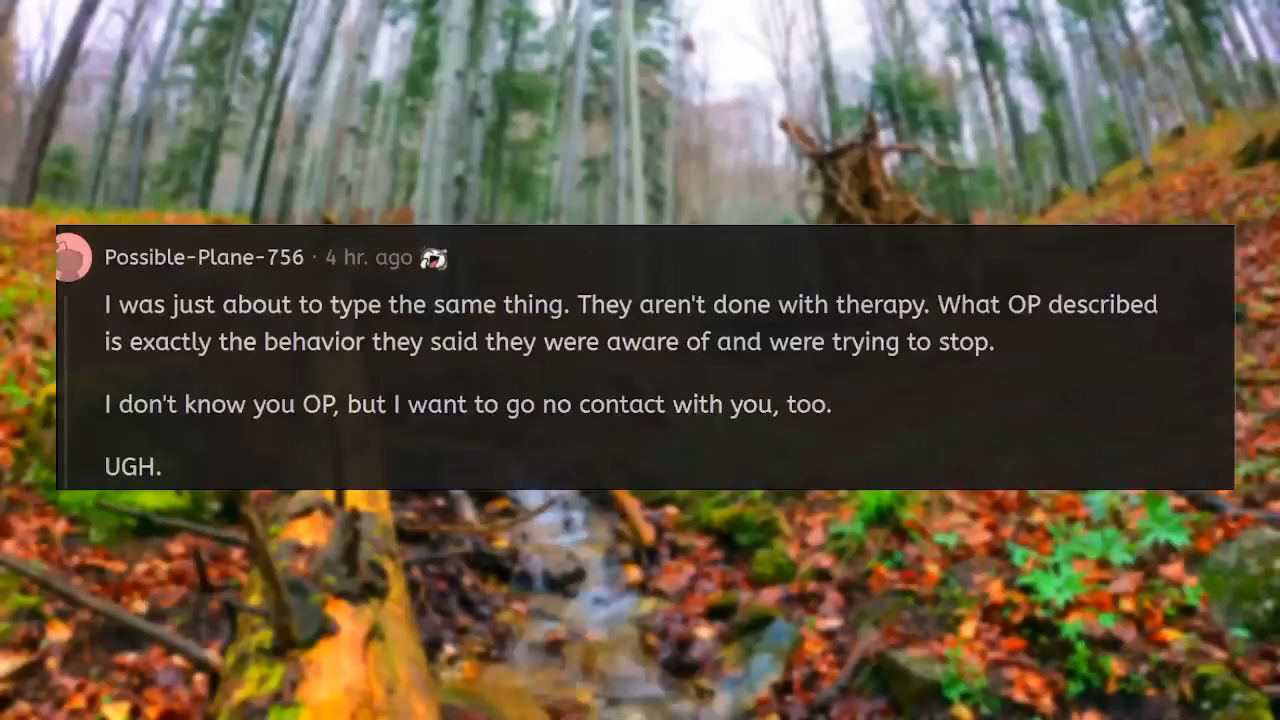 Possible-Plane-756 · 4 hr. ago
I was just about to type the same thing. They aren't done with therapy. What OP described
is exactly the behavior they said they were aware of and were trying to stop.
I don't know you OP, but I want to go no contact with you, too.
UGH.